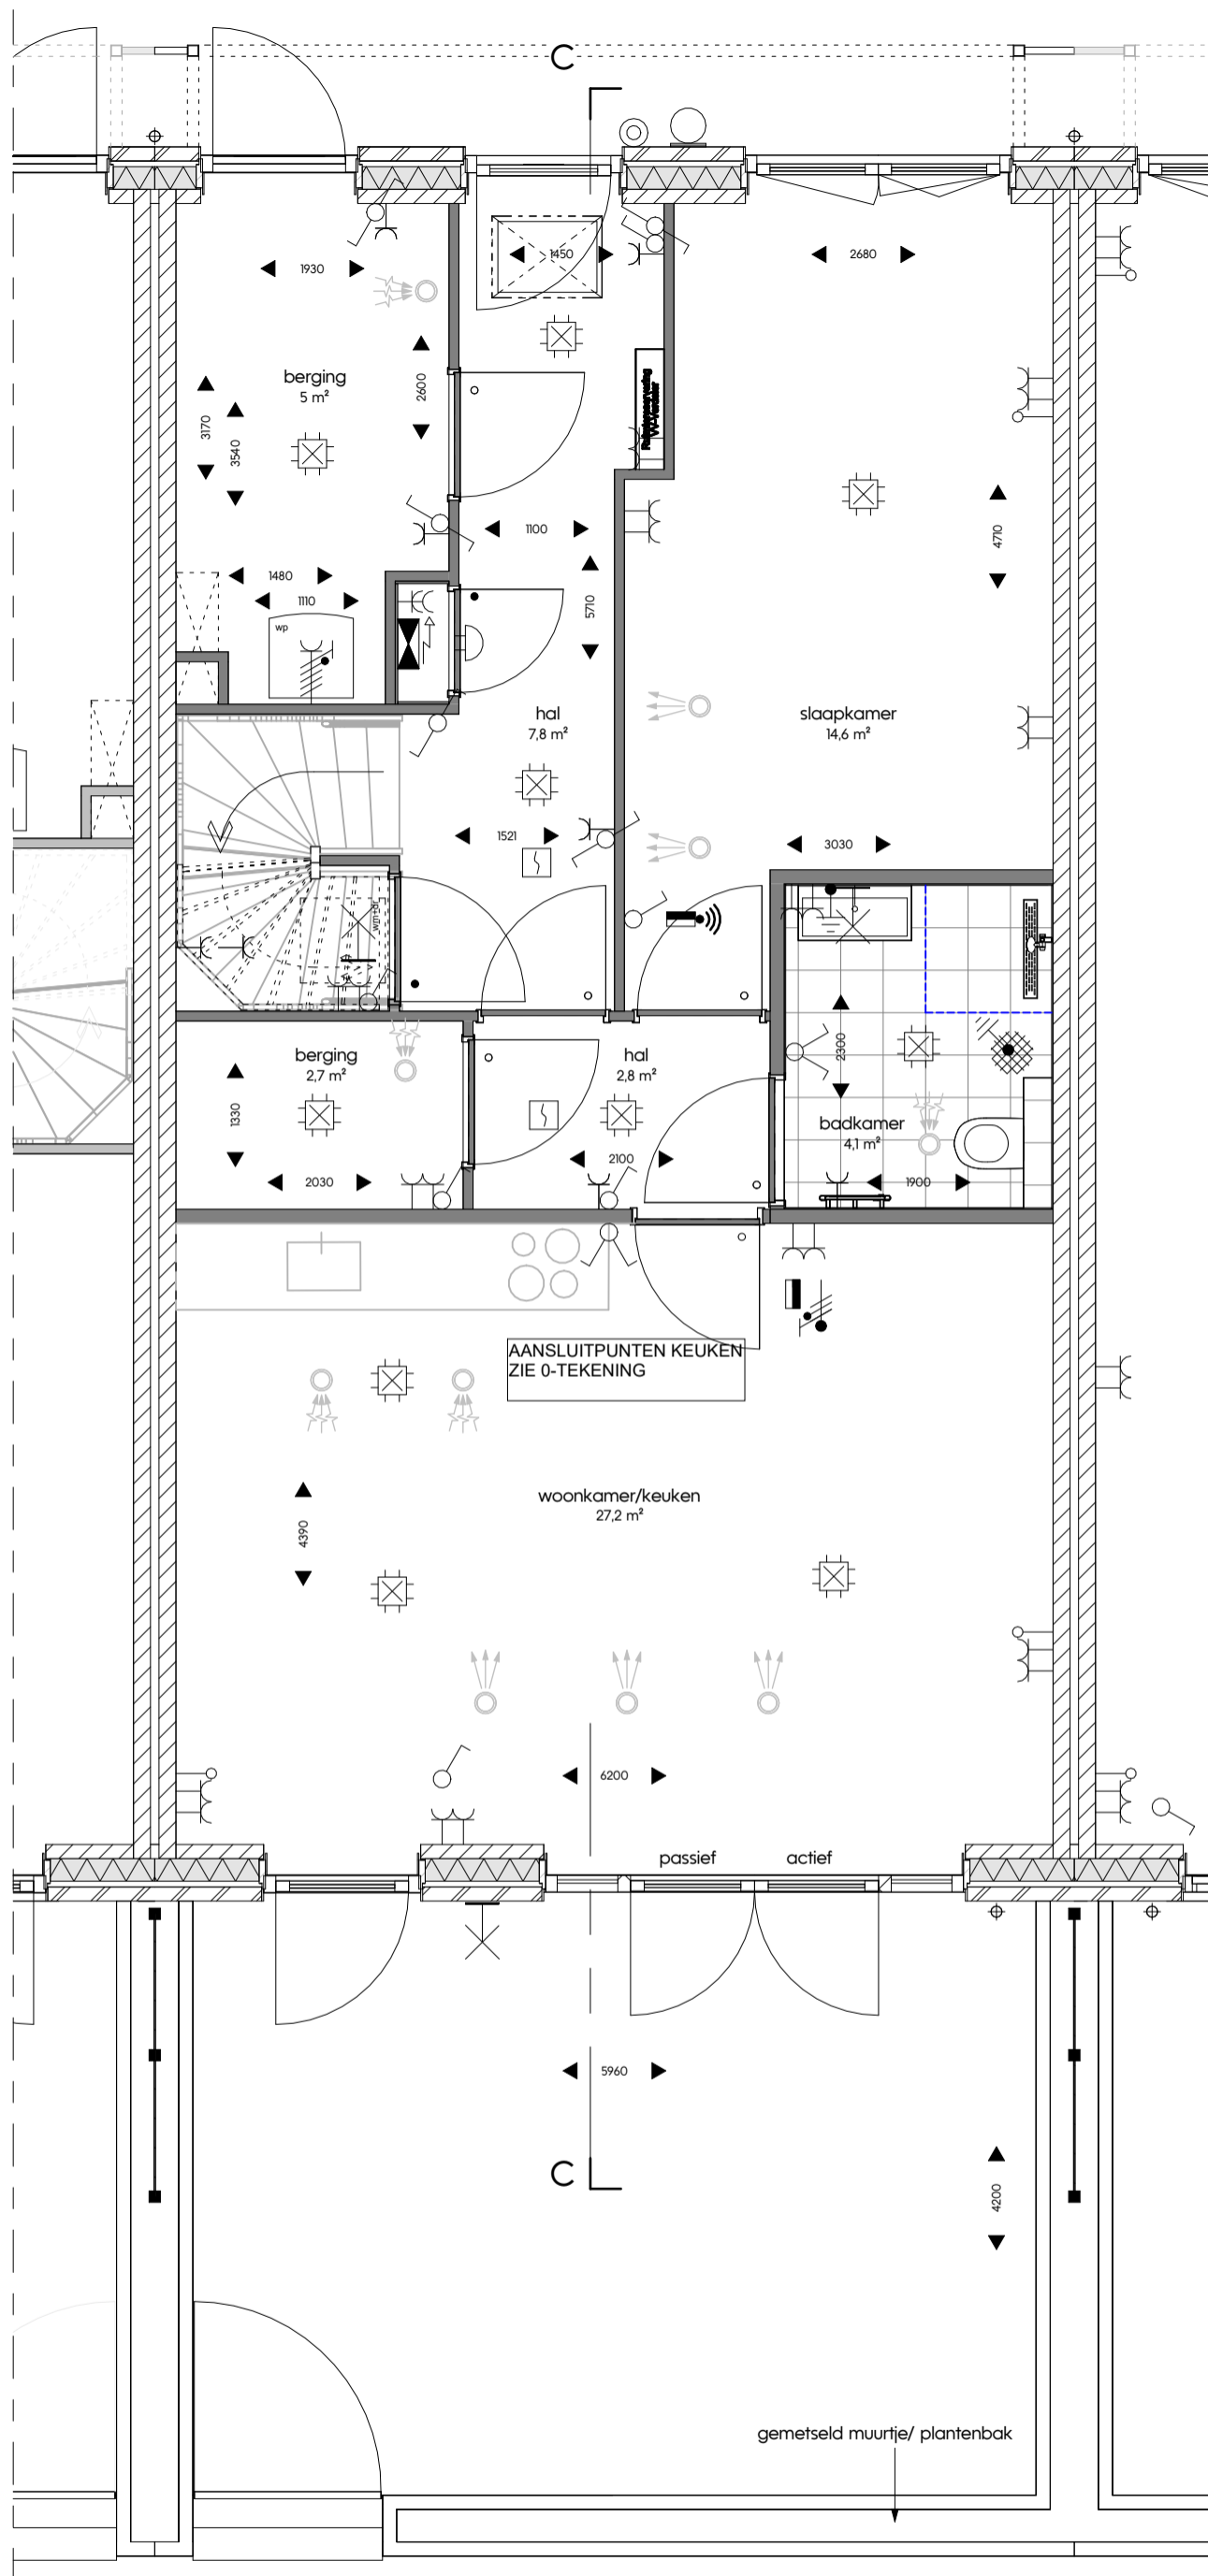 C
1930
1450
2680
berging
5 m²
2600
3170
3540
1100
4710
1480
1110
5710
wp
hal
7,8 m²
slaapkamer
14,6 m²
1521
3030
wm+dr
berging
2,7 m²
hal
2,8 m²
2300
1330
badkamer
4,1 m²
2100
2030
1900
AANSLUITPUNTEN KEUKEN
ZIE 0-TEKENING
woonkamer/keuken
27,2 m²
4390
6200
passief
actief
5960
C
4200
gemetseld muurtje/ plantenbak